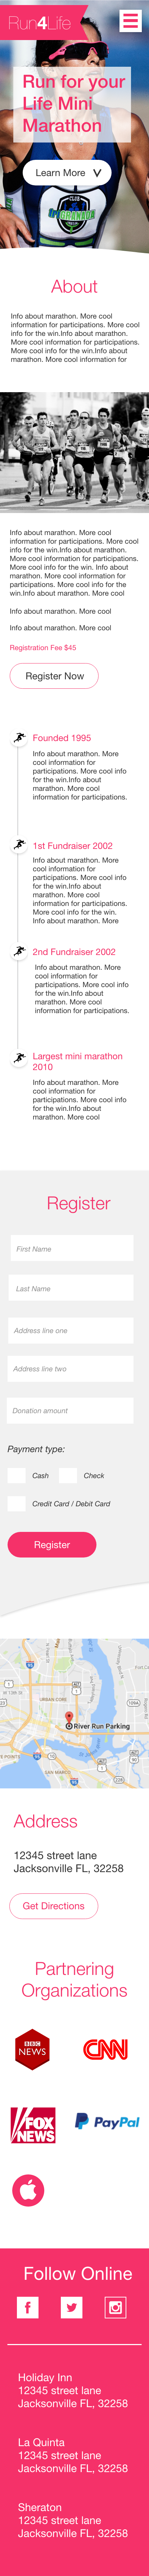 Run4Life
Run for your
Life Mini
Marathon
Learn More
About
Info about marathon. More cool
information for participations. More cool
info for the win.Info about marathon.
More cool information for participations.
More cool info for the win.Info about
marathon. More cool information for
Info about marathon. More cool
information for participations. More cool
info for the win.Info about marathon.
More cool information for participations.
More cool info for the win. Info about
marathon. More cool information for
participations. More cool info for the
win.Info about marathon. More cool
Info about marathon. More cool
Info about marathon. More cool
Registration Fee $45
Register Now
Founded 1995
Info about marathon. More
cool information for
participations. More cool info
for the win.Info about
marathon. More cool
information for participations.
1st Fundraiser 2002
Info about marathon. More
cool information for
participations. More cool info
for the win.Info about
marathon. More cool
information for participations.
More cool info for the win.
Info about marathon. More
2nd Fundraiser 2002
Info about marathon. More
cool information for
participations. More cool info
for the win.Info about
marathon. More cool
information for participations.
Largest mini marathon
2010
Info about marathon. More
cool information for
participations. More cool info
for the win.Info about
marathon. More cool
Register
First Name
Last Name
Address line one
Address line two
Donation amount
Payment type:
Cash
Check
Credit Card / Debit Card
Register
URBAN CORE
River Run Parking
SAN MARCO
Address
12345 street lane
Jacksonville FL, 32258
Get Directions
Partnering
Organizations
BBC
NEWS
CNN
FOX
NEWS
PayPal
Follow Online
Holiday Inn
12345 street lane
Jacksonville FL, 32258
La Quinta
12345 street lane
Jacksonville FL, 32258
Sheraton
12345 street lane
Jacksonville FL, 32258